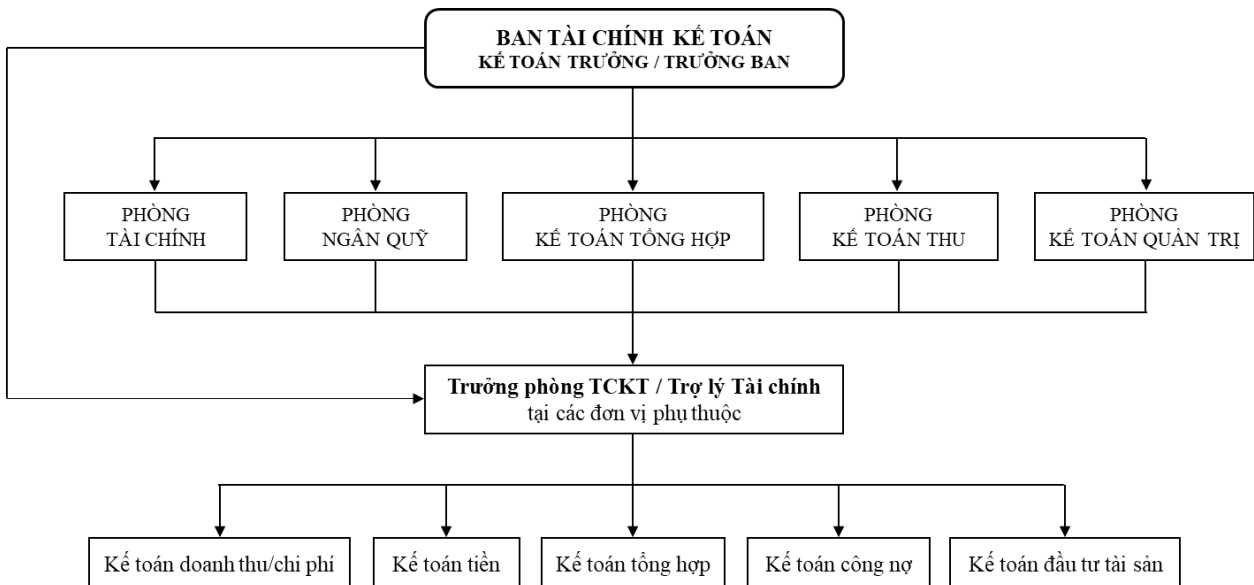 BAN TÀI CHÍNH KẾ TOÁN
KẾ TOÁN TRƯỞNG / TRƯỞNG BAN
PHÒNG
TÀI CHÍNH
PHÒNG
NGÂN QUỸ
PHÒNG
KẾ TOÁN TỔNG HỢP
PHÒNG
KẾ TOÁN THU
PHÒNG
KẾ TOÁN QUẢN TRỊ
Trưởng phòng TCKT / Trợ lý Tài chính
tại các đơn vị phụ thuộc
Kế toán doanh thu/chi phí
Kế toán tiền
Kế toán tổng hợp
Kế toán công nợ
Kế toán đầu tư tài sản